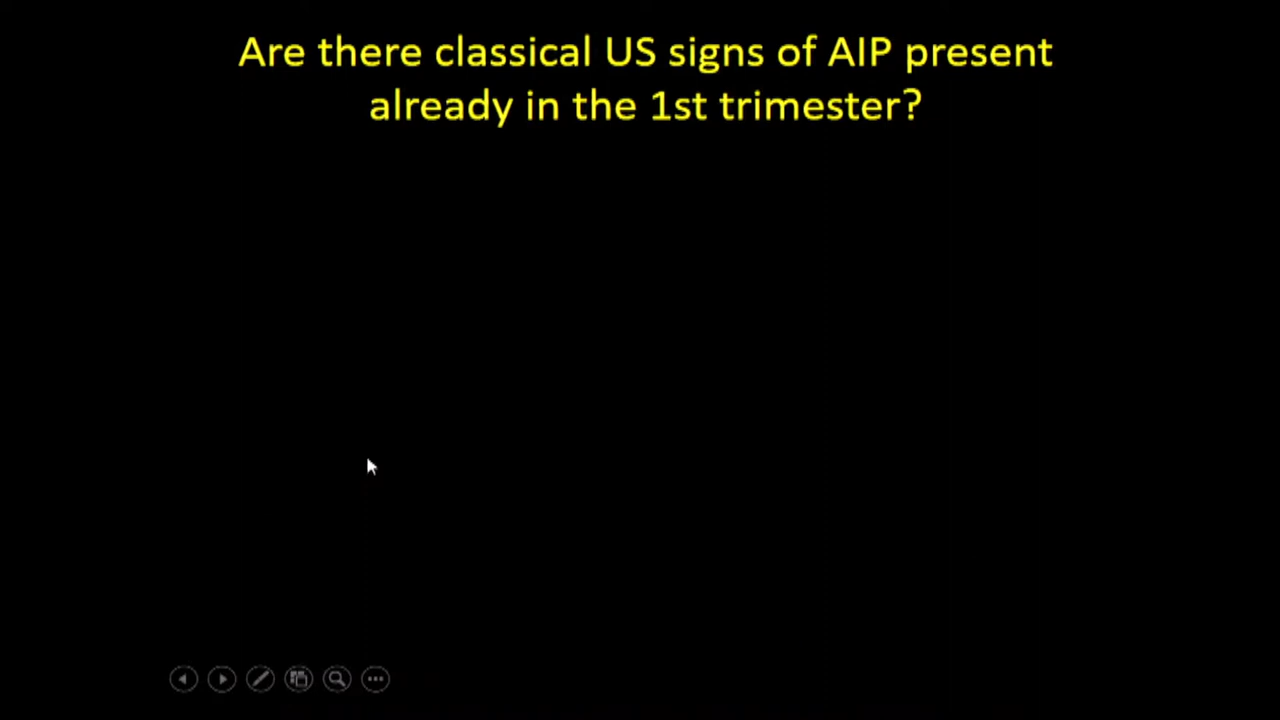 Are there classical US signs of AIP present
already in the 1st trimester?